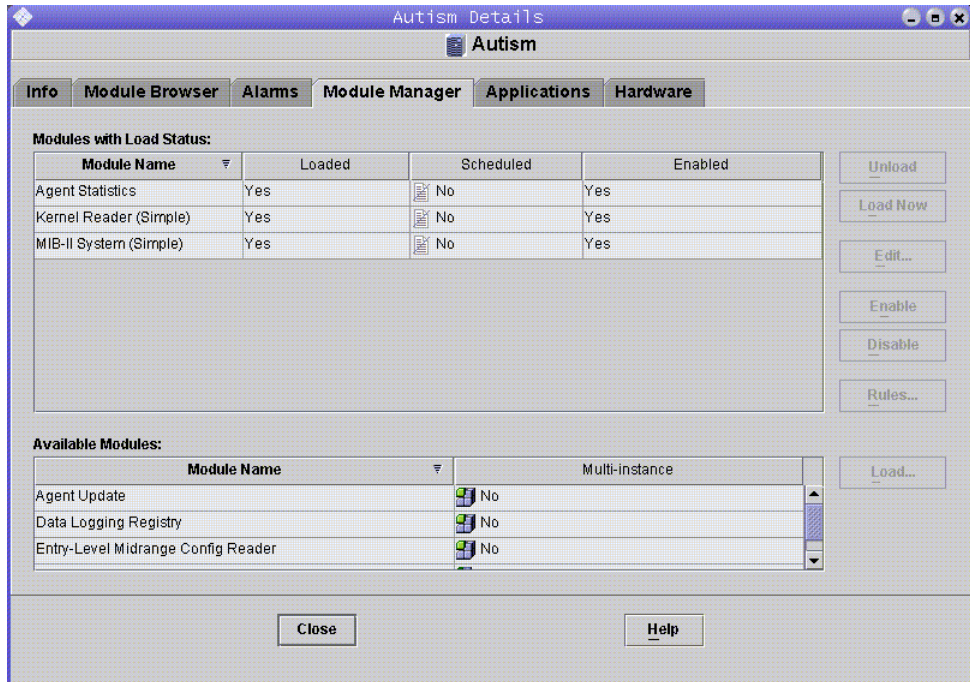 Autism Details
Autism
Info Module Browser Alarms Module Manager Applications Hardware
Modules with Load Status:
Module Name Loaded Scheduled Enabled
Agent Statistics Yes No Yes
Kernel Reader (Simple) Yes No Yes
MIB-II System (Simple) Yes No Yes
Unload
Load Now
Edit...
Enable
Disable
Rules...
Available Modules:
Module Name Multi-instance
Agent Update No
Data Logging Registry No
Entry-Level Midrange Config Reader No
Load...
Close Help